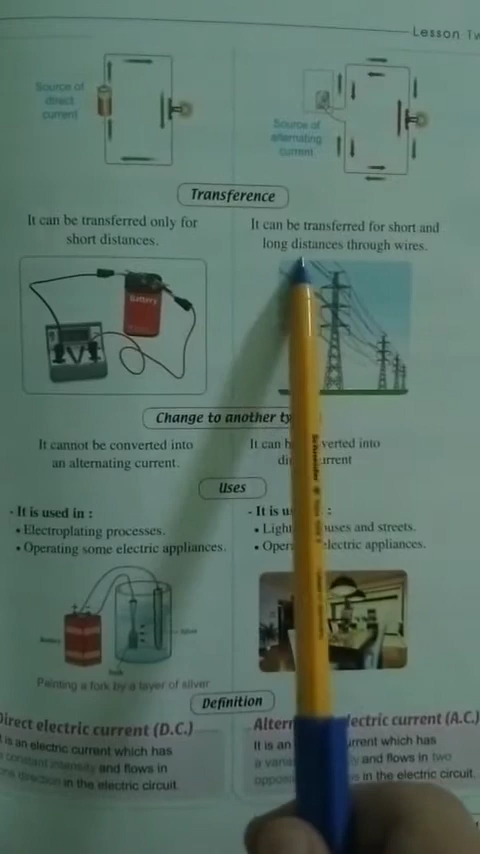 Lesson Tw
Source of
direct
current
Source of
alternating
current
Transference
It can be transferred only for
short distances.
It can be transferred for short and
long distances through wires.
Battery
Change to another ty
It cannot be converted into
an alternating current.
It can b verted into
di urrent
Uses
- It is used in :
• Electroplating processes.
• Operating some electric appliances.
- It is us :
• Light ouses and streets.
• Opera electric appliances.
Schneider
Painting a fork by a layer of silver
Definition
Direct electric current (D.C.)
t is an electric current which has
constant intensity and flows in
one direction in the electric circuit.
Altern lectric current (A.C.)
It is an urrent which has
a varia y and flows in two
opposi s in the electric circuit.